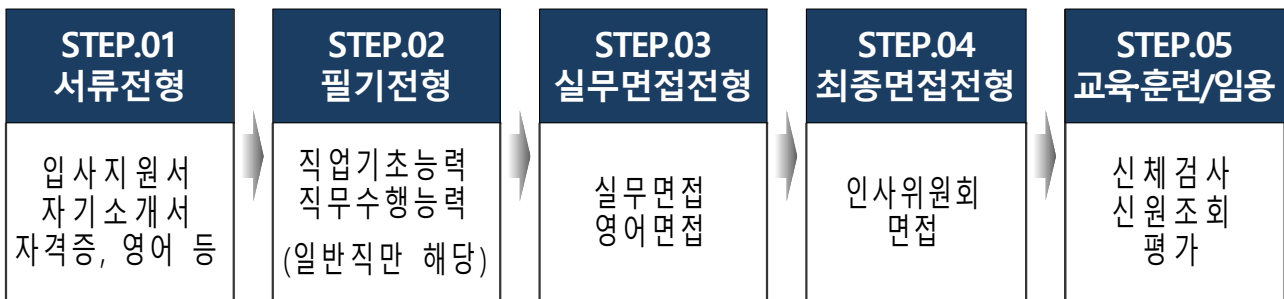 STEP.01
서류전형
입사지원서
자기소개서
자격증, 영어 등
STEP.02
필기전형
직업기초능력
직무수행능력
(일반직만 해당)
STEP.03
실무면접전형
실무면접
영어면접
STEP.04
최종면접전형
인사위원회
면접
STEP.05
교육·훈련/임용
신체검사
신원조회
평가